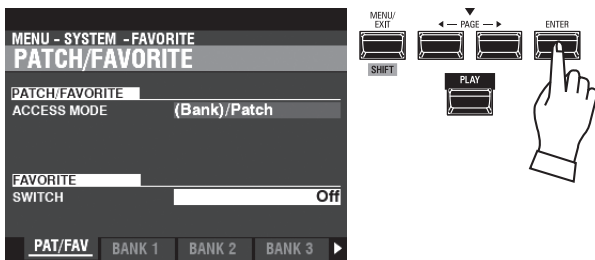 MENU - SYSTEM - FAVORITE
PATCH/FAVORITE
PATCH/FAVORITE
ACCESS MODE (Bank)/Patch
FAVORITE
SWITCH Off
PAT/FAV BANK 1 BANK 2 BANK 3
MENU/
EXIT
PAGE
ENTER
SHIFT
PLAY